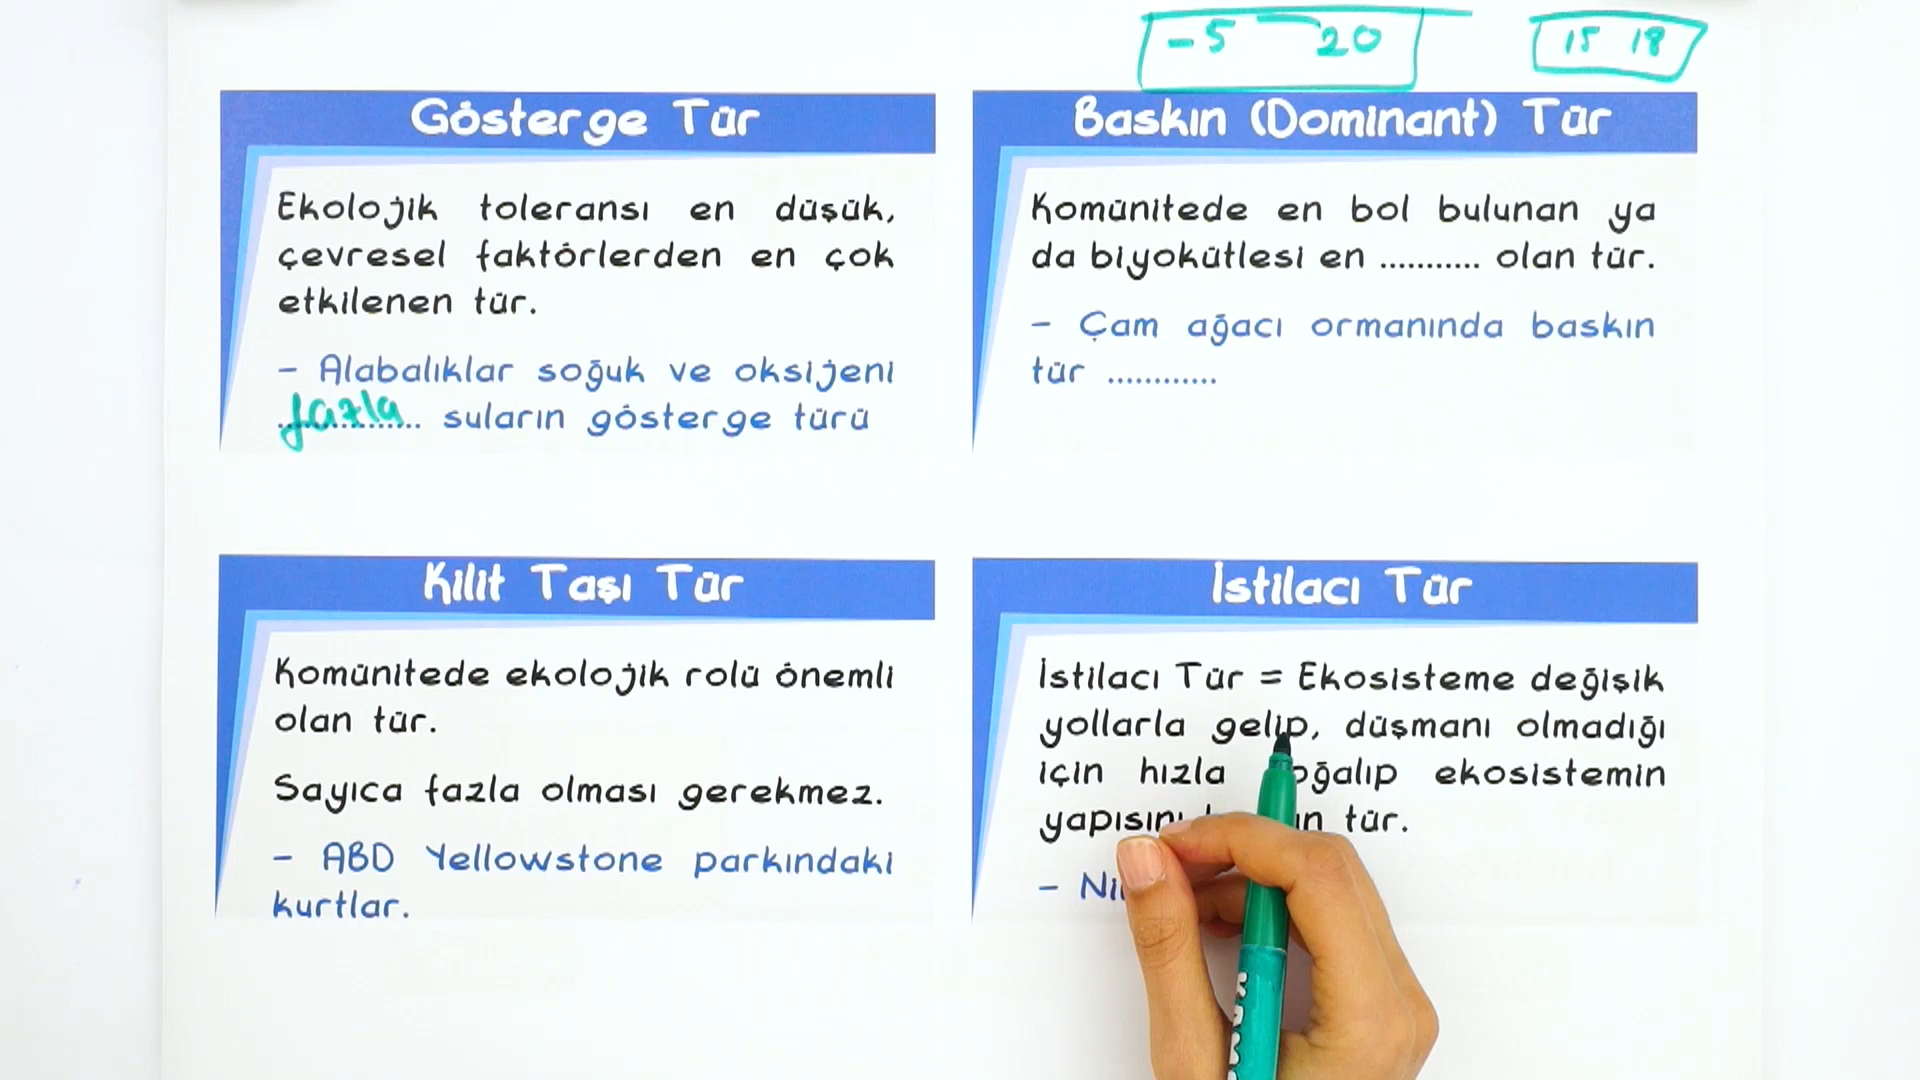 -5 20
15 18
Gösterge Tür
Ekolojik toleransı en düşük,
çevresel faktörlerden en çok
etkilenen tür.
- Alabalıklar soğuk ve oksijeni
fazla suların gösterge türü
Baskın (Dominant) Tür
Komünitede en bol bulunan ya
da biyokütlesi en ........... olan tür.
- Çam ağacı ormanında baskın
tür ............
Kilit Taşı Tür
Komünitede ekolojik rolü önemli
olan tür.
Sayıca fazla olması gerekmez.
- ABD Yellowstone parkındaki
kurtlar.
İstilacı Tür
İstilacı Tür = Ekosisteme değişik
yollarla gelip, düşmanı olmadığı
için hızla ekosistemin
tür.